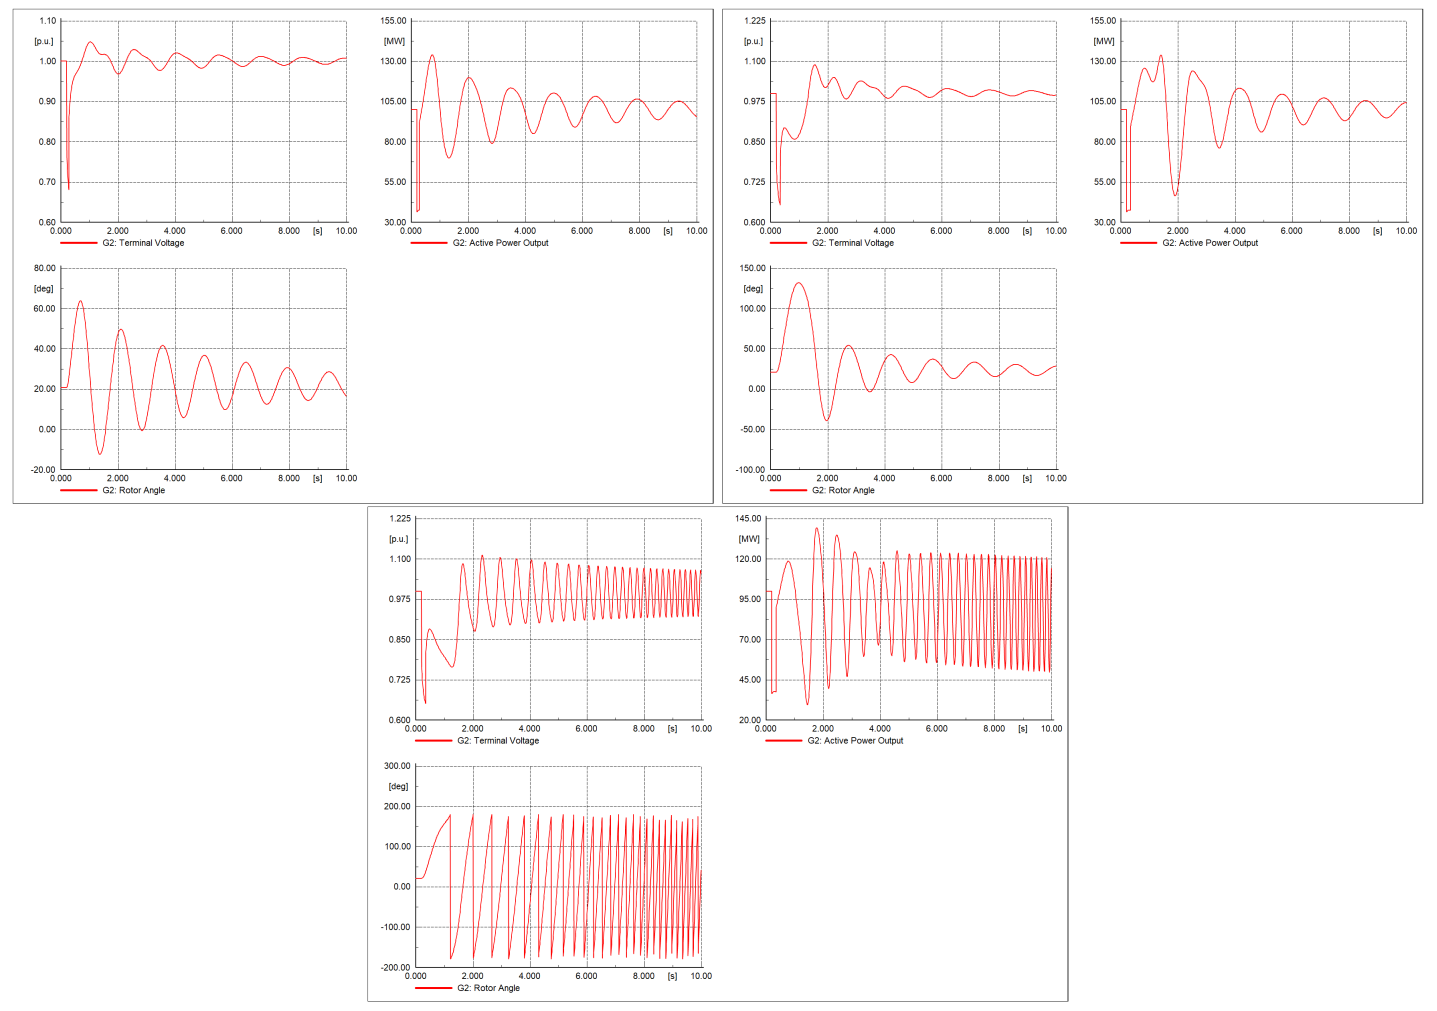 1.10
[p.u.]
1.00
0.90
0.80
0.70
0.60
0.000 2.000 4.000 6.000 8.000 [s] 10.00
G2: Terminal Voltage
155.00
[MW]
130.00
105.00
80.00
55.00
30.00
0.000 2.000 4.000 6.000 8.000 [s] 10.00
G2: Active Power Output
80.00
[deg]
60.00
40.00
20.00
0.00
-20.00
0.000 2.000 4.000 6.000 8.000 [s] 10.00
G2: Rotor Angle
1.225
[p.u.]
1.100
0.975
0.850
0.725
0.600
0.000 2.000 4.000 6.000 8.000 [s] 10.00
G2: Terminal Voltage
155.00
[MW]
130.00
105.00
80.00
55.00
30.00
0.000 2.000 4.000 6.000 8.000 [s] 10.00
G2: Active Power Output
150.00
[deg]
100.00
50.00
0.00
-50.00
-100.00
0.000 2.000 4.000 6.000 8.000 [s] 10.00
G2: Rotor Angle
1.225
[p.u.]
1.100
0.975
0.850
0.725
0.600
0.000 2.000 4.000 6.000 8.000 [s] 10.00
G2: Terminal Voltage
145.00
[MW]
120.00
95.00
70.00
45.00
20.00
0.000 2.000 4.000 6.000 8.000 [s] 10.00
G2: Active Power Output
300.00
[deg]
200.00
100.00
0.00
-100.00
-200.00
0.000 2.000 4.000 6.000 8.000 [s] 10.00
G2: Rotor Angle